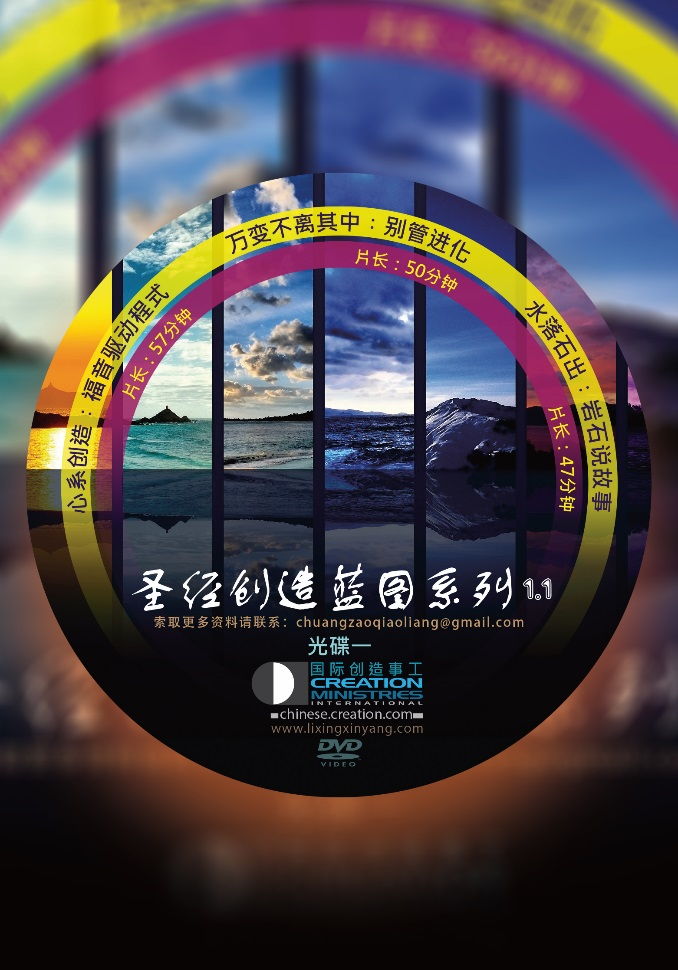 心系创造：福音驱动程式
片长：57分钟
万变不离其中：别管进化
片长：50分钟
水落石出：岩石说故事
片长：47分钟
圣经创造蓝图系列1.1
索取更多资料请联系：chuangzaoqiaoliang@gmail.com
光碟一
国际创造事工
CREATION
MINISTRIES
INTERNATIONAL
chinese.creation.com
www.lixingxinyang.com
DVD
VIDEO